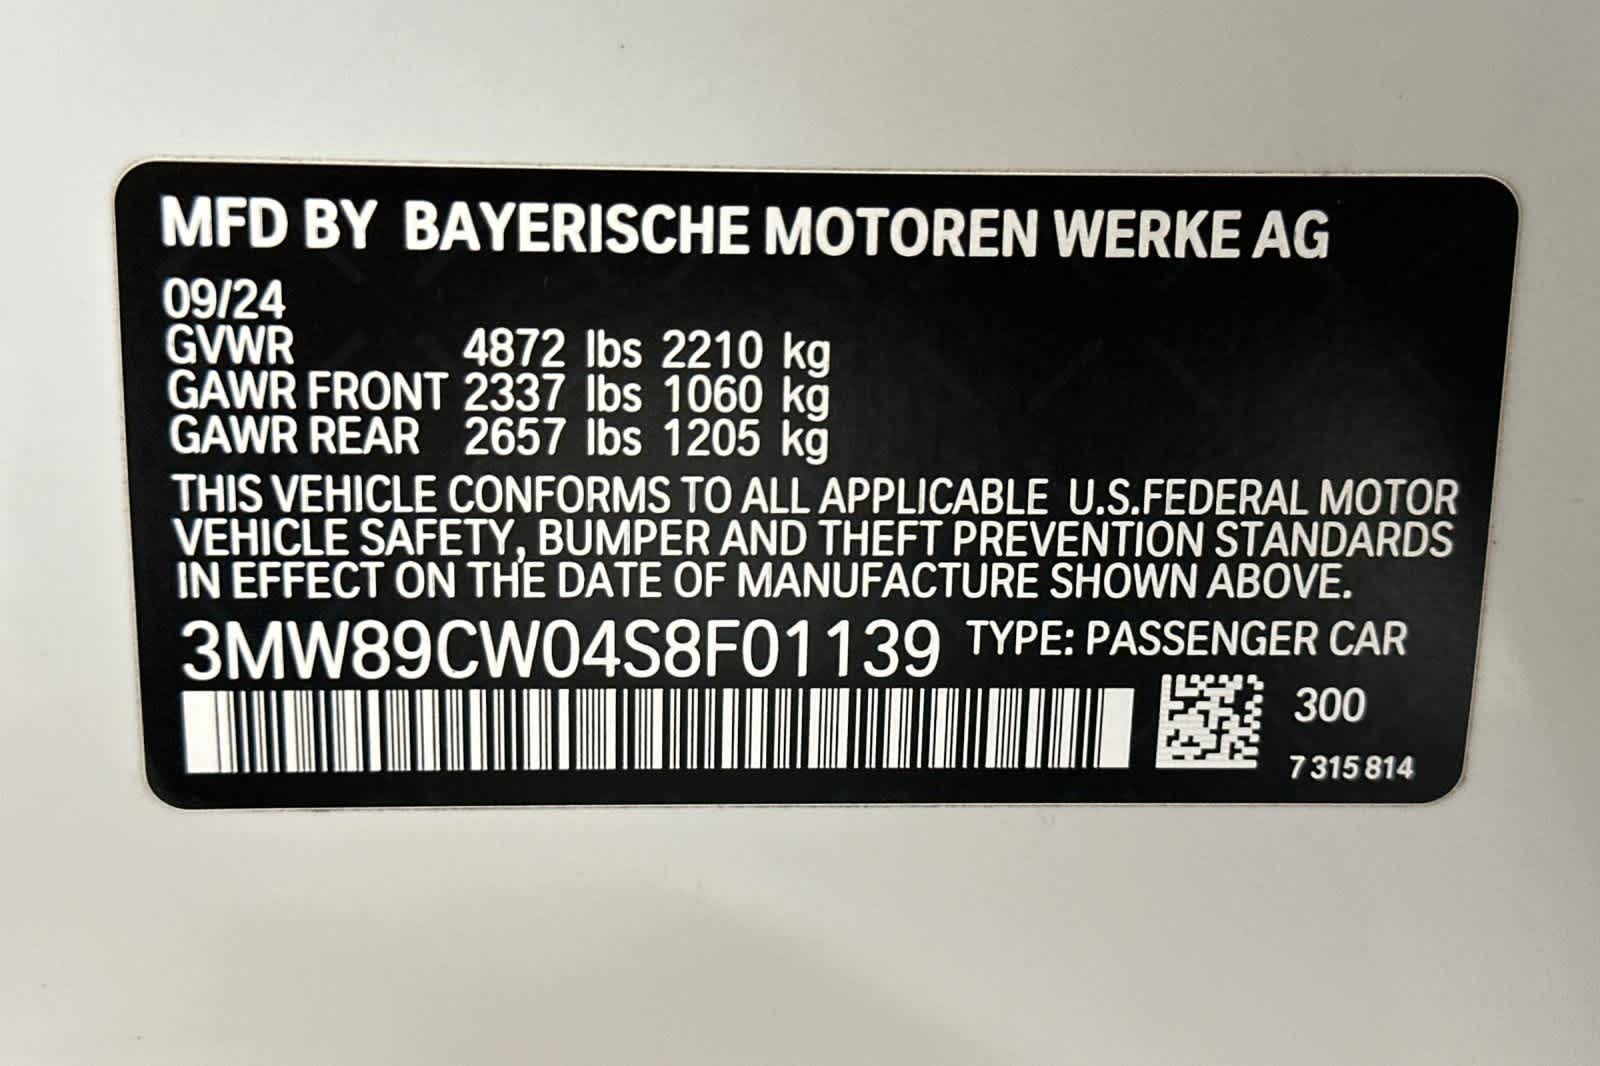 MFD BY BAYERISCHE MOTOREN WERKE AG
09/24
GVWR 4872 lbs 2210 kg
GAWR FRONT 2337 lbs 1060 kg
GAWR REAR 2657 lbs 1205 kg
THIS VEHICLE CONFORMS TO ALL APPLICABLE U.S.FEDERAL MOTOR
VEHICLE SAFETY, BUMPER AND THEFT PREVENTION STANDARDS
IN EFFECT ON THE DATE OF MANUFACTURE SHOWN ABOVE.
3MW89CW04S8F01139 TYPE: PASSENGER CAR
300
7 315 814